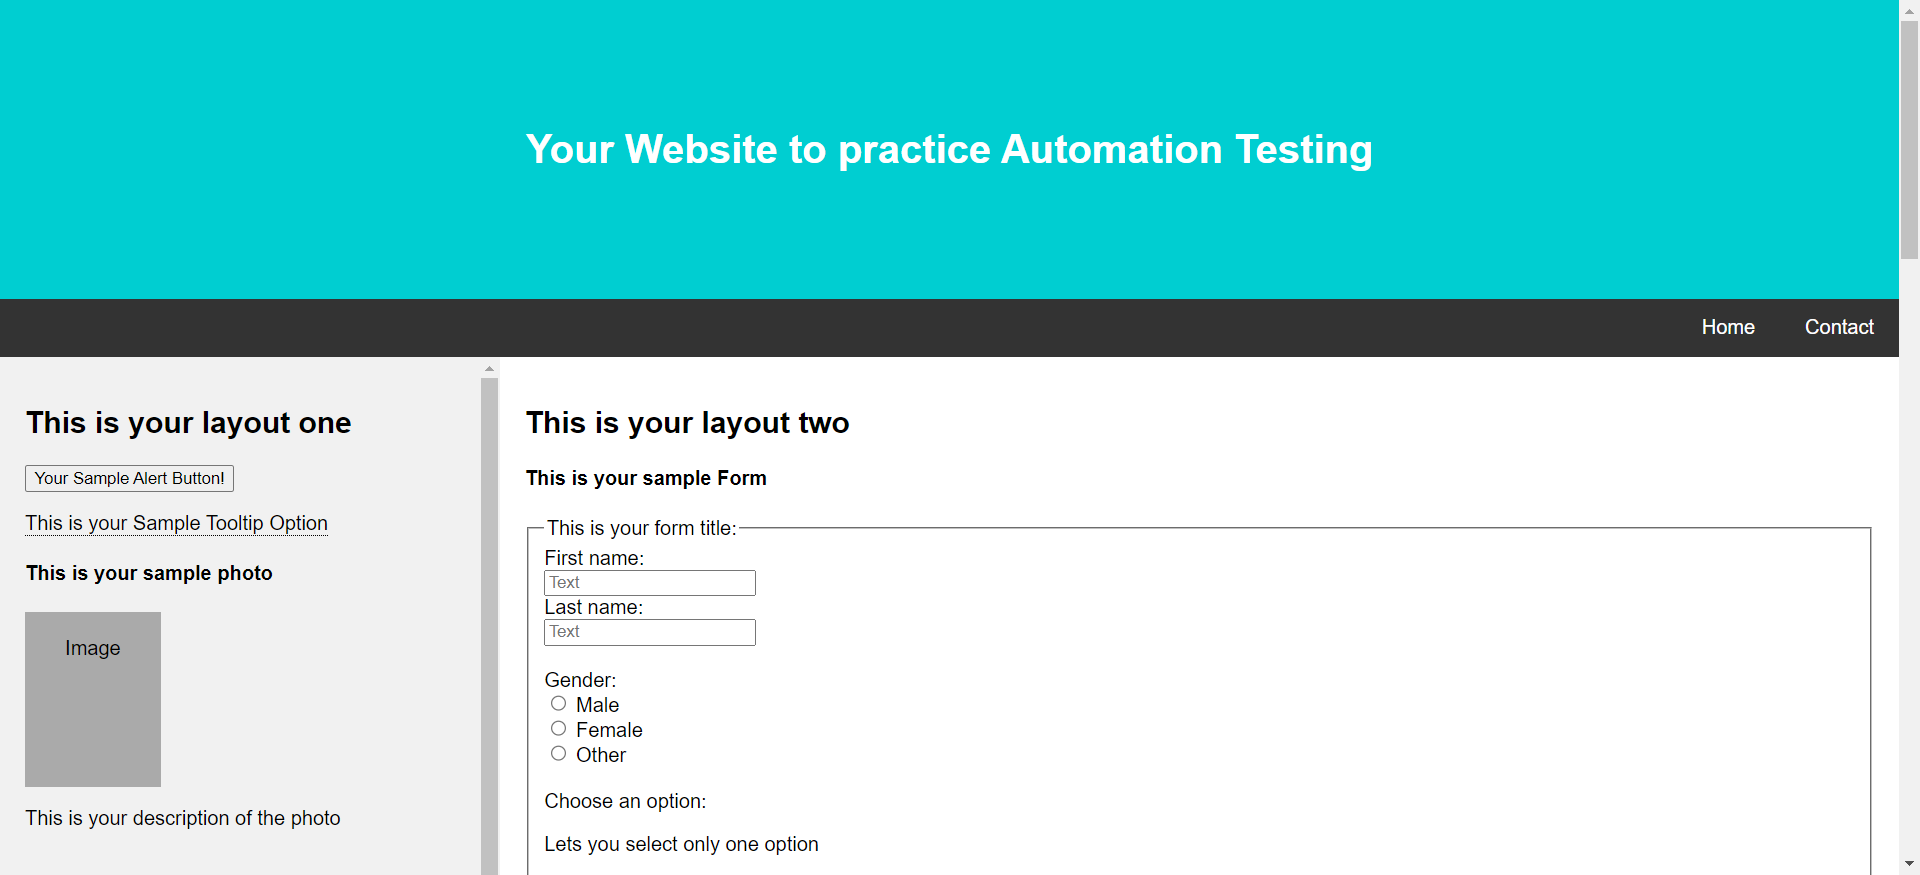 Your Website to practice Automation Testing
Home Contact
This is your layout one
Your Sample Alert Button!
This is your Sample Tooltip Option
This is your sample photo
Image
This is your description of the photo
This is your layout two
This is your sample Form
This is your form title:
First name:
Text
Last name:
Text
Gender:
Male
Female
Other
Choose an option:
Lets you select only one option